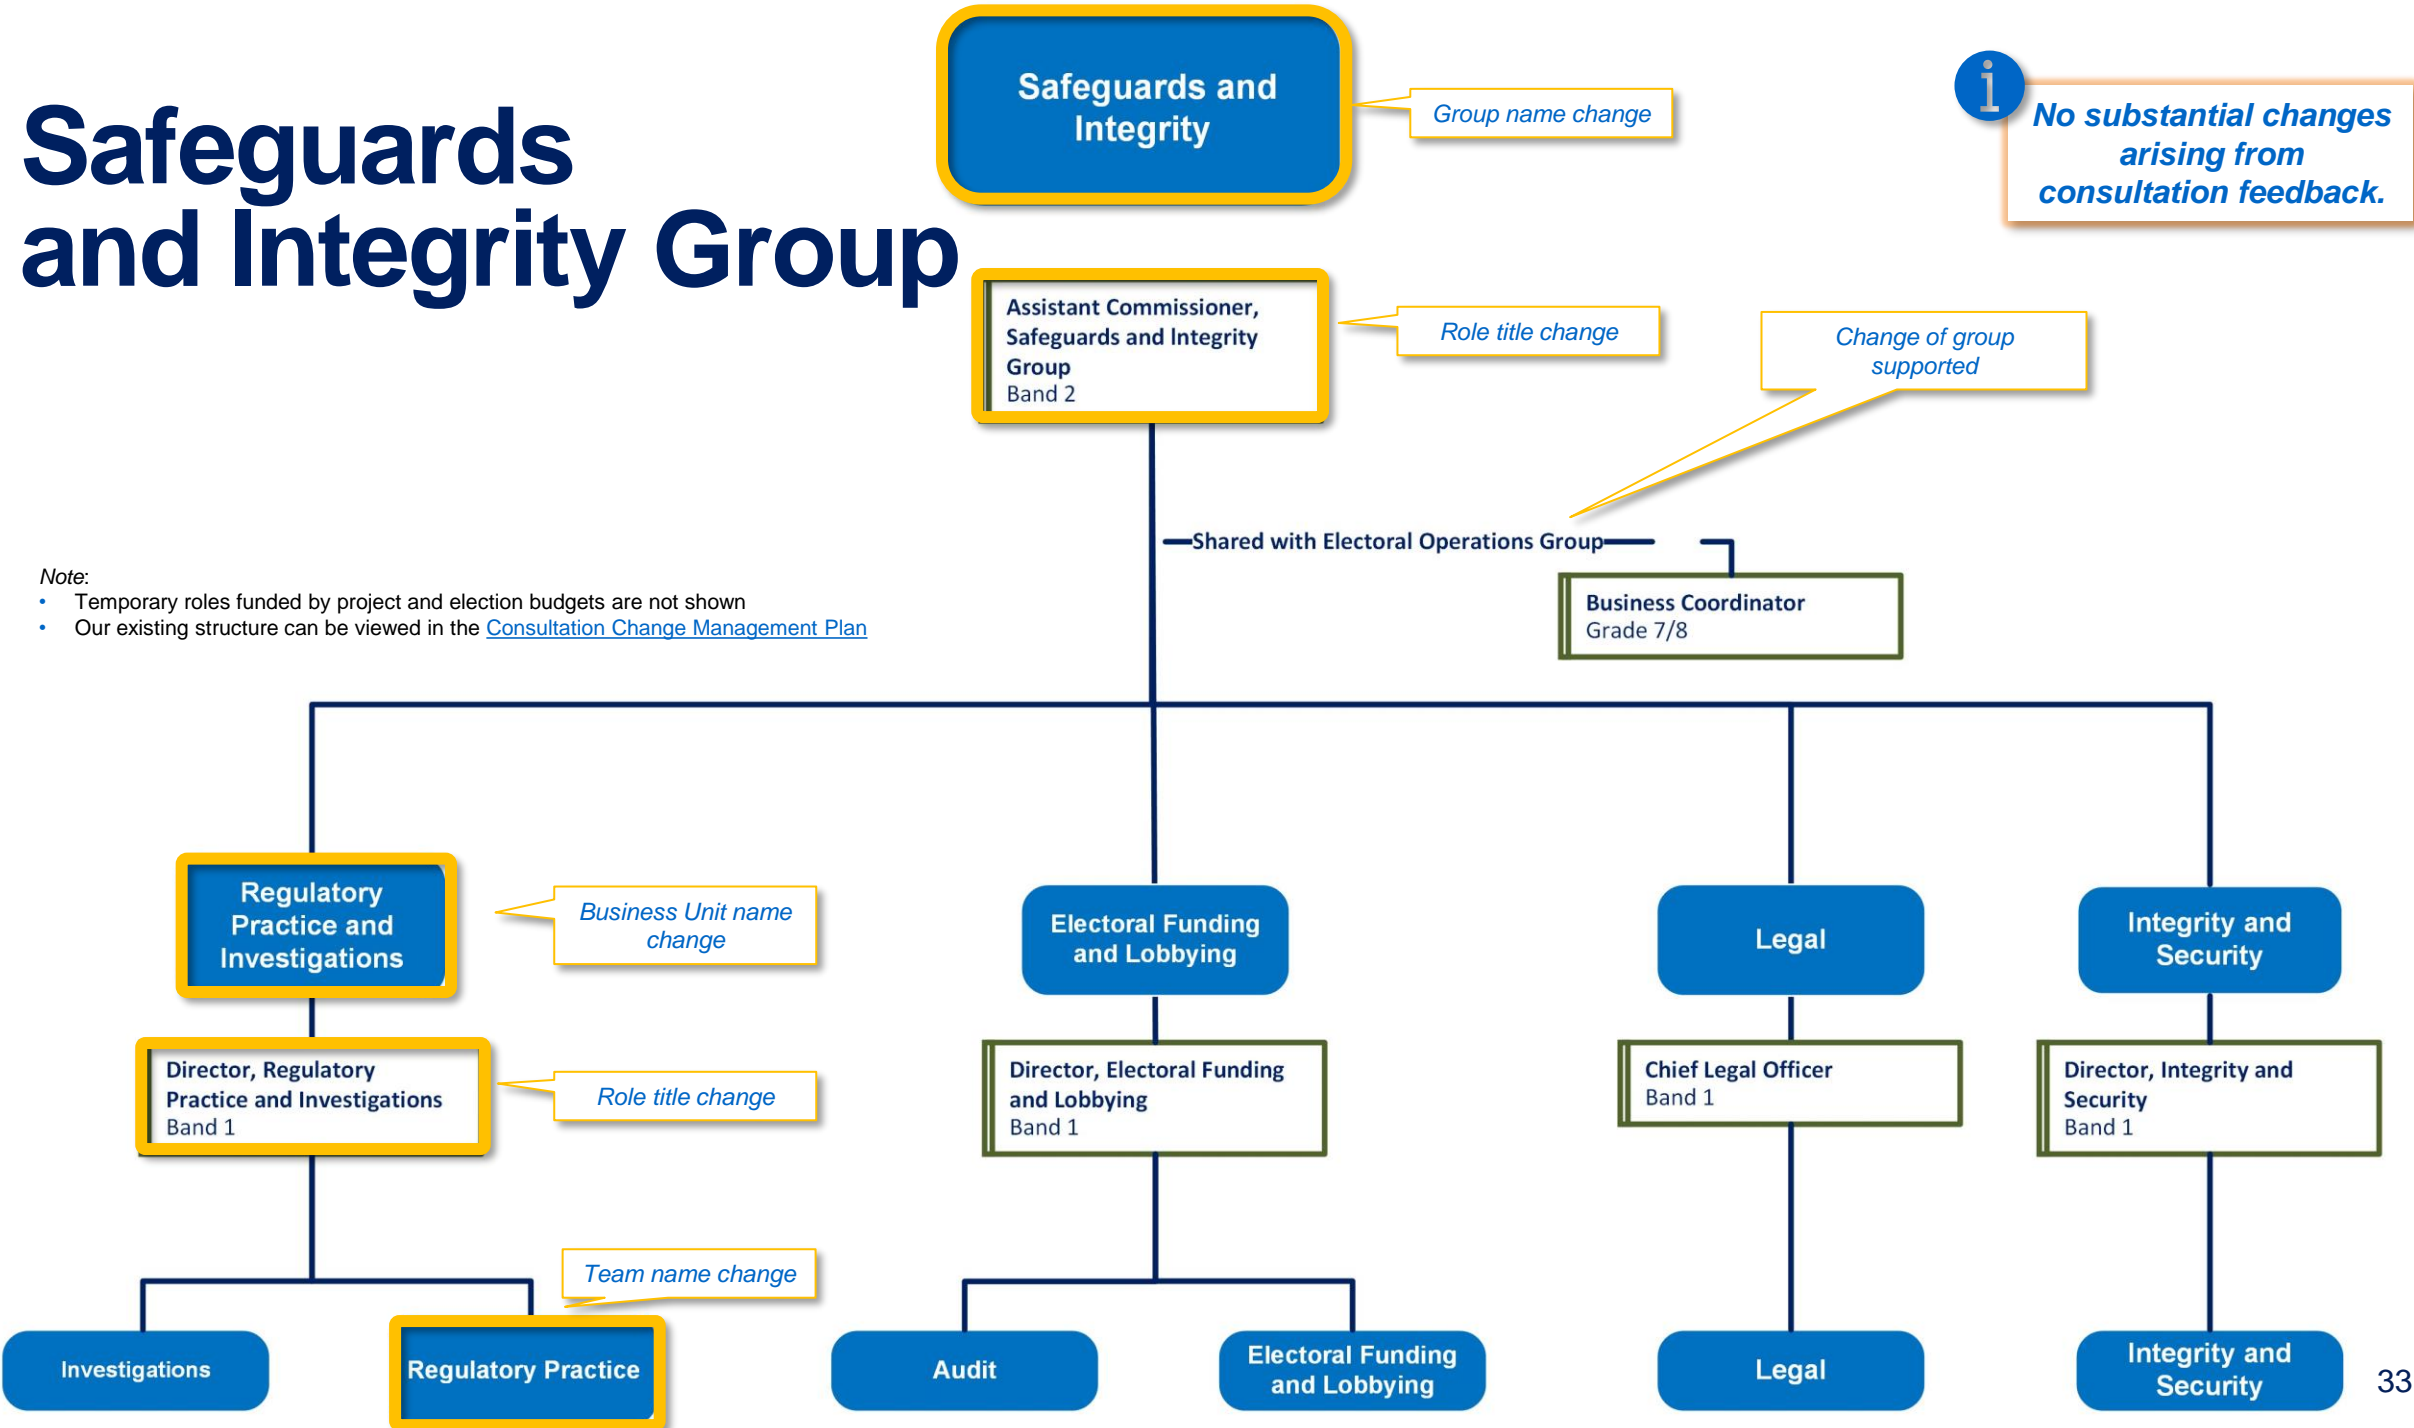 Safeguards and
Integrity
Group name change
i
No substantial changes
arising from
consultation feedback.
Safeguards
and Integrity Group
Assistant Commissioner,
Safeguards and Integrity
Group
Band 2
Role title change
Change of group
supported
Shared with Electoral Operations Group
Business Coordinator
Grade 7/8
Note:
• Temporary roles funded by project and election budgets are not shown
• Our existing structure can be viewed in the Consultation Change Management Plan
Regulatory
Practice and
Investigations
Business Unit name
change
Electoral Funding
and Lobbying
Legal
Integrity and
Security
Director, Regulatory
Practice and Investigations
Band 1
Role title change
Director, Electoral Funding
and Lobbying
Band 1
Chief Legal Officer
Band 1
Director, Integrity and
Security
Band 1
Team name change
Investigations
Regulatory Practice
Audit
Electoral Funding
and Lobbying
Legal
Integrity and
Security
33